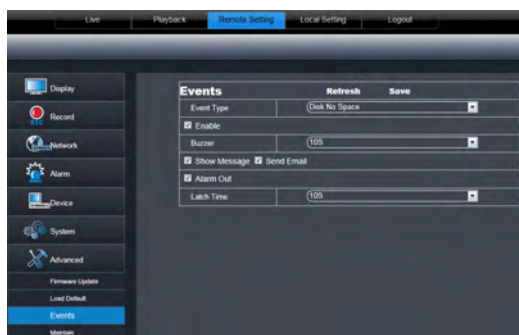 Live Playback Remote Setting Local Setting Logout
Display
Record
REC
Network
Alarm
Device
System
Advanced
Firmware Update
Load Default
Events
Maintain
Events Refresh Save
Event Type Disk No Space
Enable
Buzzer 10S
Show Message Send Email
Alarm Out
Latch Time 10S